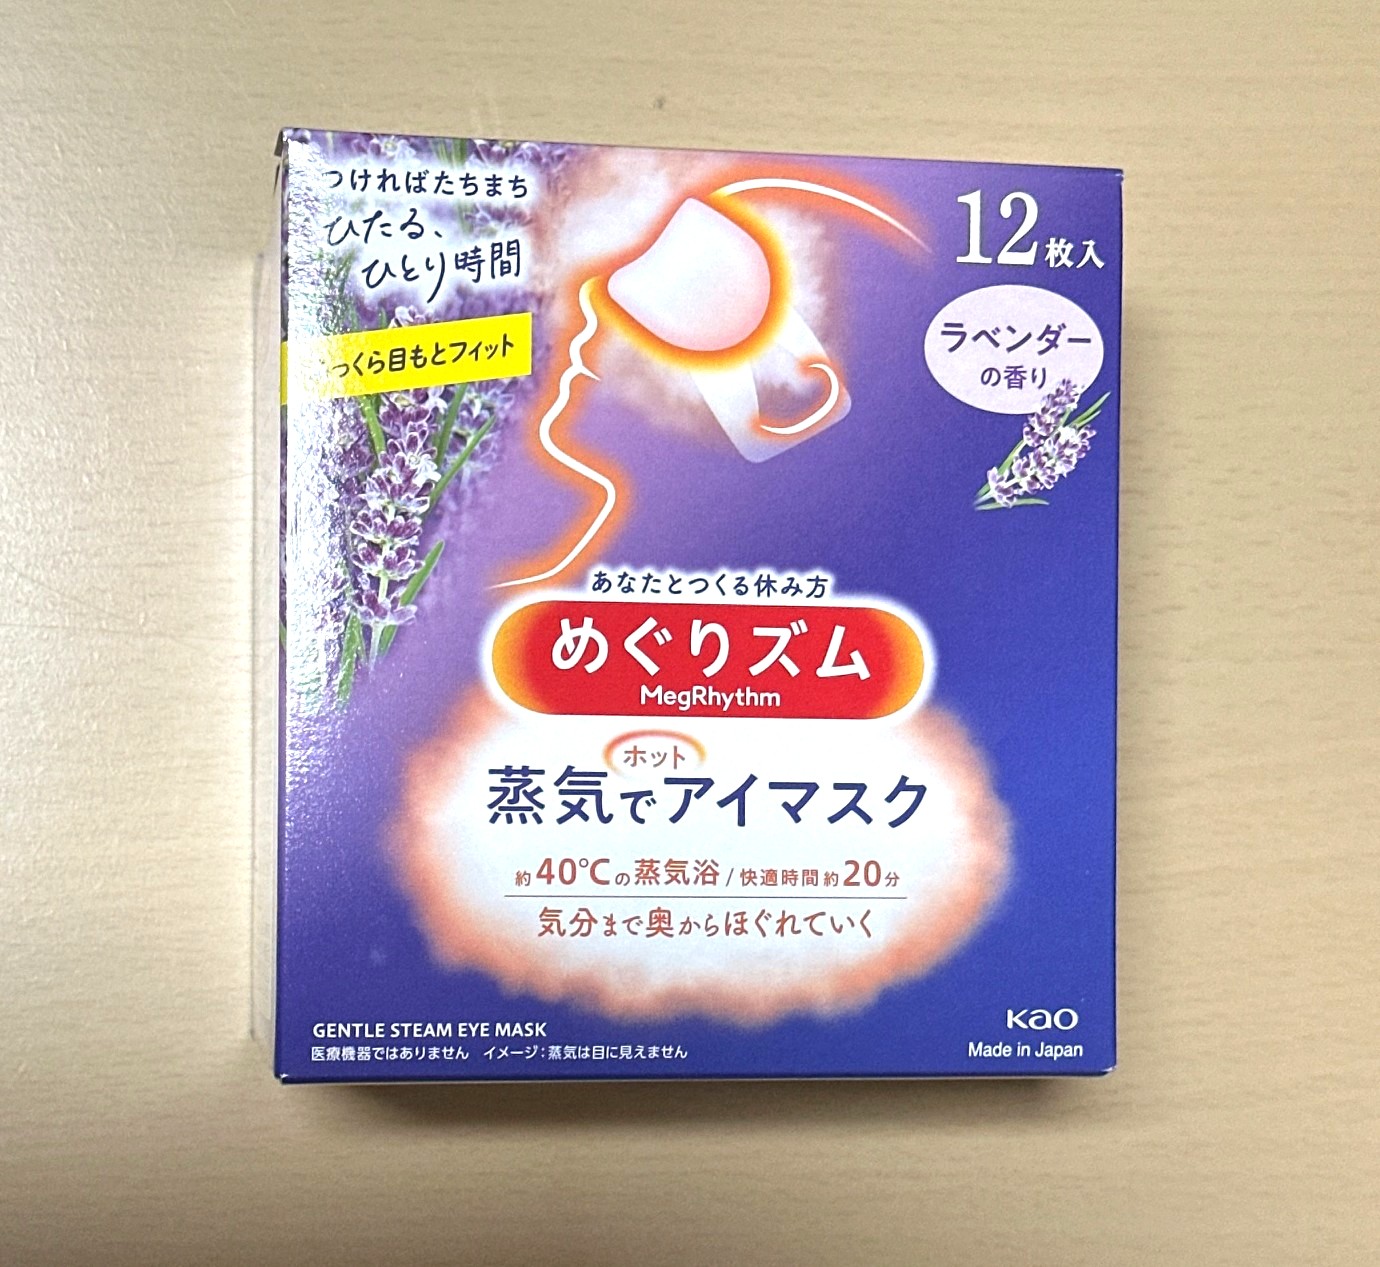 つければたちまち
ひたる、
ひとり時間
っくら目もとフィット
12枚入
ラベンダー
の香り
あなたとつくる休み方
めぐりズム
MegRhythm
ホット
蒸気でアイマスク
約40℃の蒸気浴/快適時間約20分
気分まで奥からほぐれていく
GENTLE STEAM EYE MASK
医療機器ではありません イメージ:蒸気は目に見えません
Kao
Made in Japan